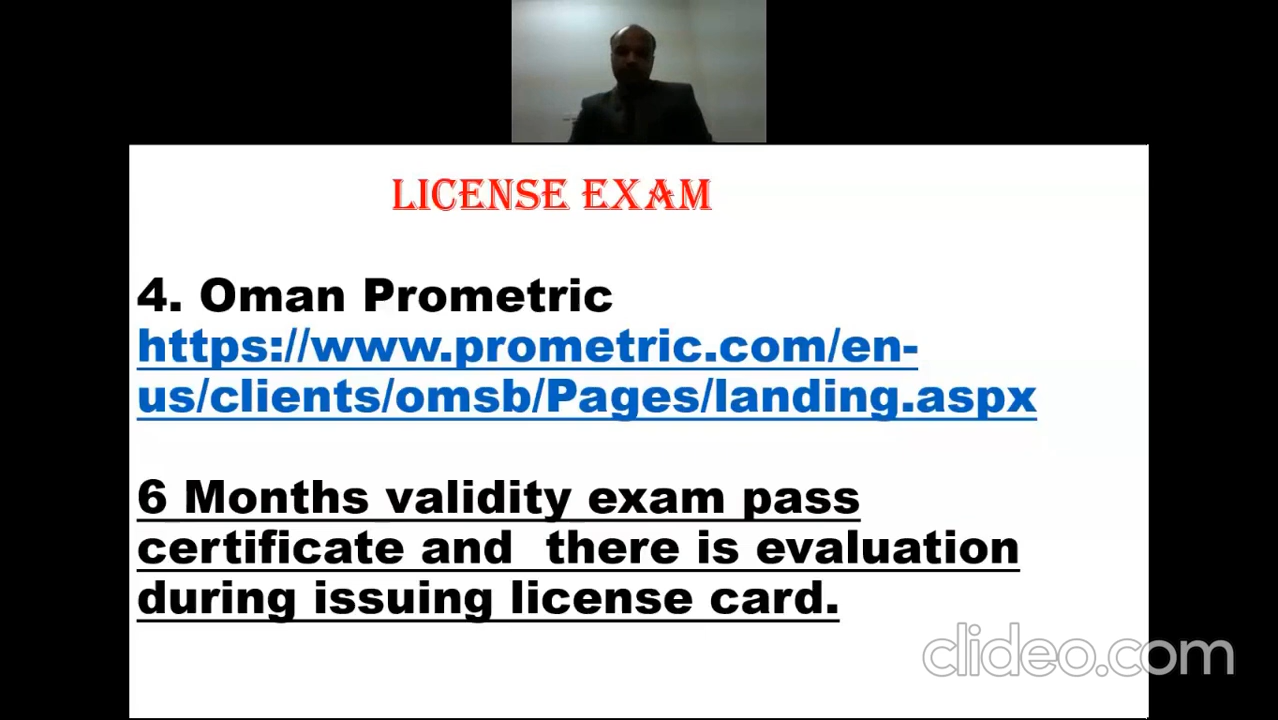 LICENSE EXAM
4. Oman Prometric
https://www.prometric.com/en-
us/clients/omsb/Pages/landing.aspx
6 Months validity exam pass
certificate and there is evaluation
during issuing license card.
clideo.com